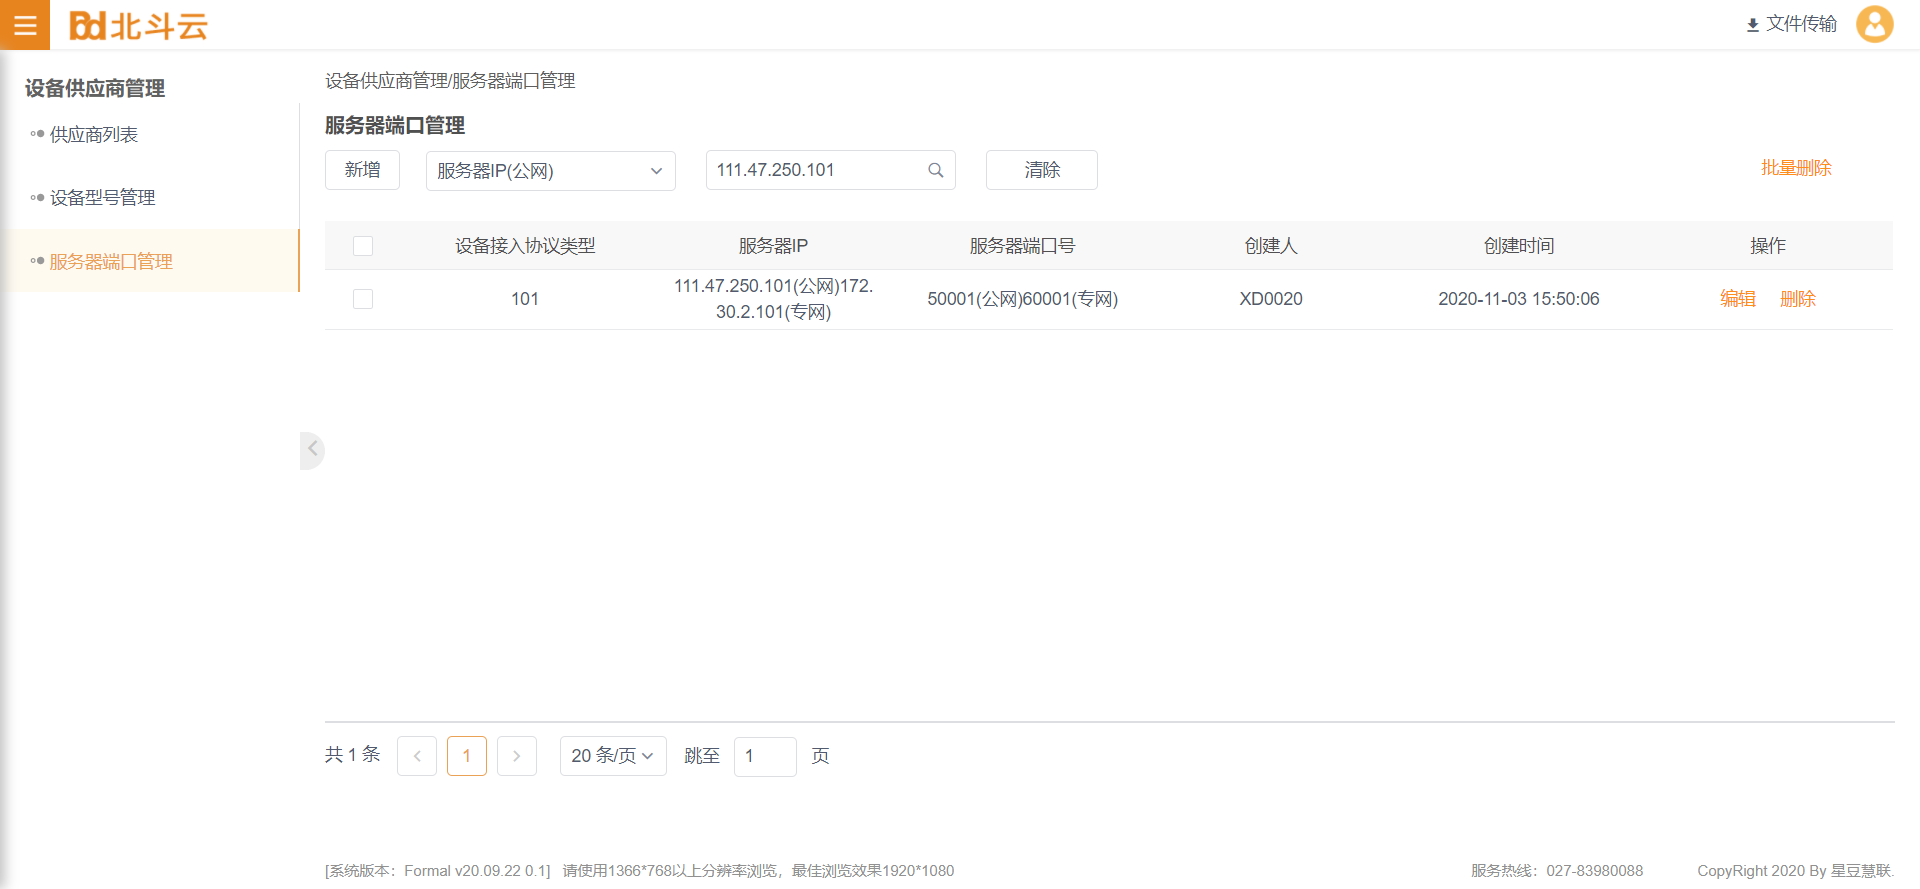 北斗云
文件传输
设备供应商管理
供应商列表
设备型号管理
服务器端口管理
设备供应商管理/服务器端口管理
服务器端口管理
新增
服务器IP(公网)
111.47.250.101
清除
批量删除
设备接入协议类型 服务器IP 服务器端口号 创建人 创建时间 操作
101 111.47.250.101(公网)172. 50001(公网)60001(专网) XD0020 2020-11-03 15:50:06 编辑 删除
30.2.101(专网)
共 1 条 1 20 条/页 跳至 1 页
[系统版本：Formal v20.09.22 0.1] 请使用1366*768以上分辨率浏览，最佳浏览效果1920*1080 服务热线：027-83980088 CopyRight 2020 By 星豆慧联.